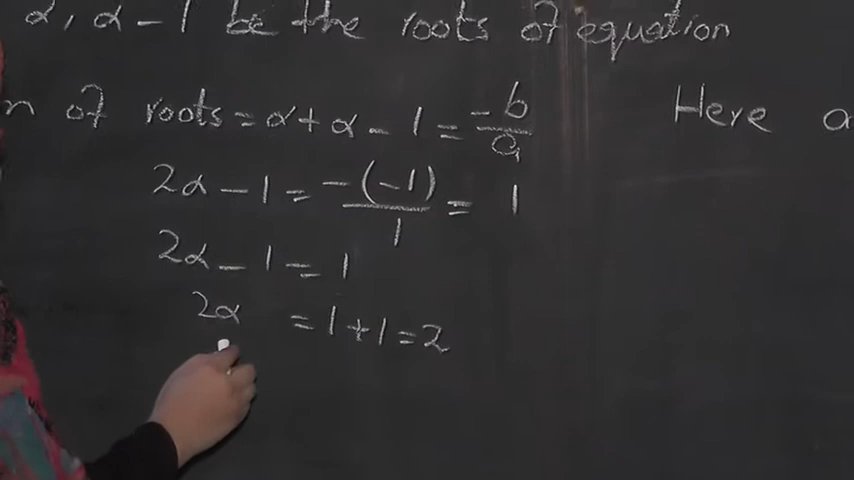 α, α - 1 be the roots of equation
of roots = α + α - 1 = -b/a Here
2α - 1 = -(-1)/1 = 1
2α - 1 = 1
2α = 1 + 1 = 2